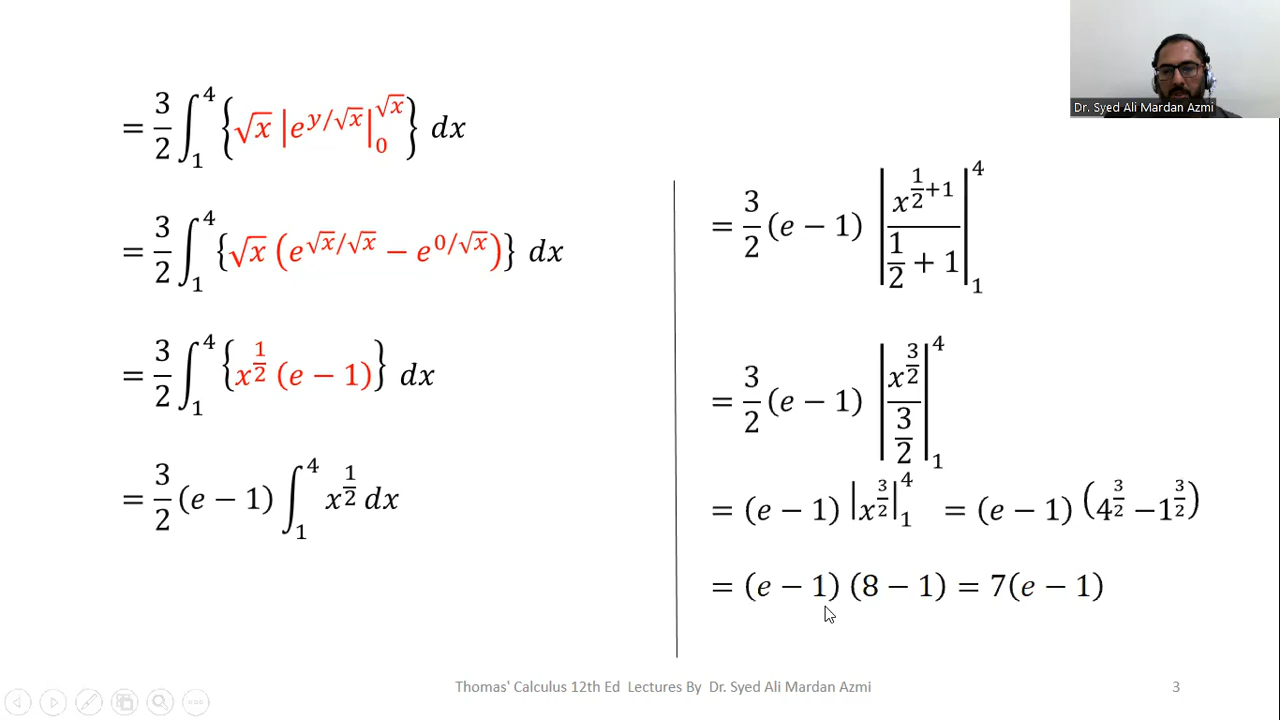 Dr. Syed Ali Mardan Azmi
= 3/2 ∫₁⁴ {√x |e^(y/√x)|₀^√x} dx
= 3/2 ∫₁⁴ {√x (e^(√x/√x) − e^(0/√x))} dx
= 3/2 ∫₁⁴ {x^(1/2) (e − 1)} dx
= 3/2 (e − 1) ∫₁⁴ x^(1/2) dx
= 3/2 (e − 1) |x^(1/2+1) / (1/2 + 1)|₁⁴
= 3/2 (e − 1) |x^(3/2) / (3/2)|₁⁴
= (e − 1) |x^(3/2)|₁⁴ = (e − 1) (4^(3/2) − 1^(3/2))
= (e − 1) (8 − 1) = 7(e − 1)
Thomas' Calculus 12th Ed Lectures By Dr. Syed Ali Mardan Azmi 3